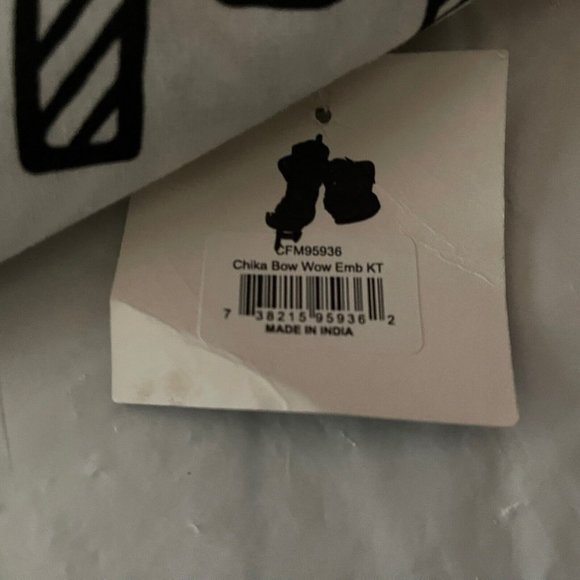 CFM95936
Chika Bow Wow Emb KT
7 38215 95936 2
MADE IN INDIA